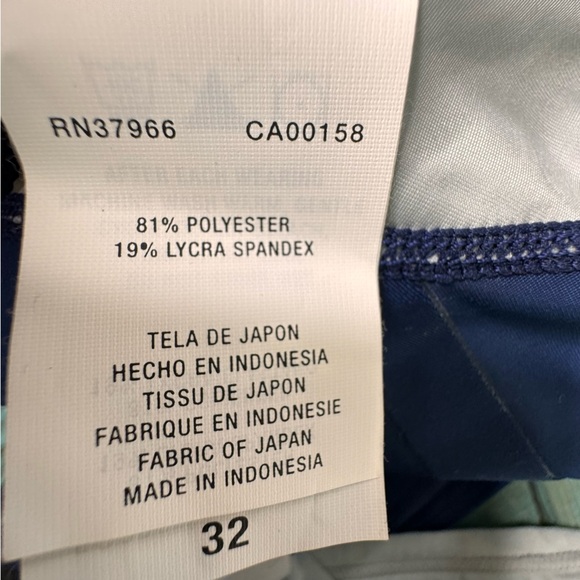 RN37966 CA00158
81% POLYESTER
19% LYCRA SPANDEX
TELA DE JAPON
HECHO EN INDONESIA
TISSU DE JAPON
FABRIQUE EN INDONESIE
FABRIC OF JAPAN
MADE IN INDONESIA
32